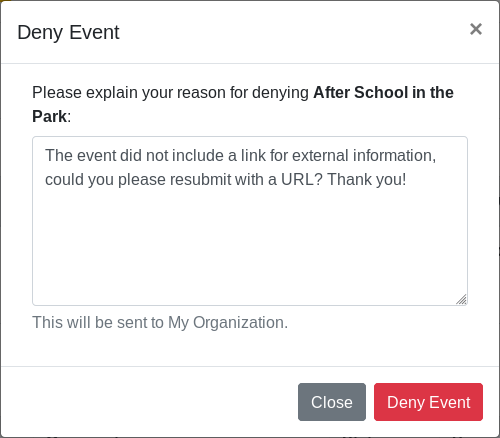 Deny Event
×
Please explain your reason for denying After School in the
Park:
The event did not include a link for external information,
could you please resubmit with a URL? Thank you!
This will be sent to My Organization.
Close
Deny Event